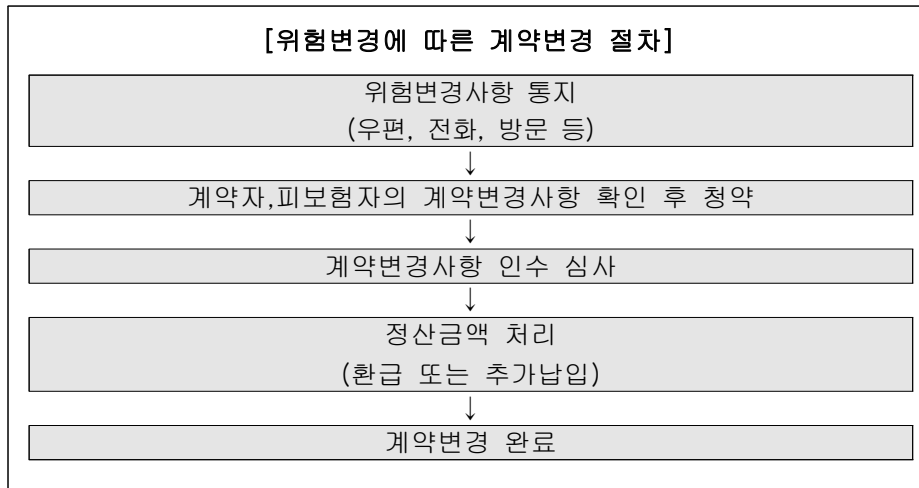 [위험변경에 따른 계약변경 절차]
위험변경사항 통지
(우편, 전화, 방문 등)
↓
계약자,피보험자의 계약변경사항 확인 후 청약
↓
계약변경사항 인수 심사
↓
정산금액 처리
(환급 또는 추가납입)
↓
계약변경 완료